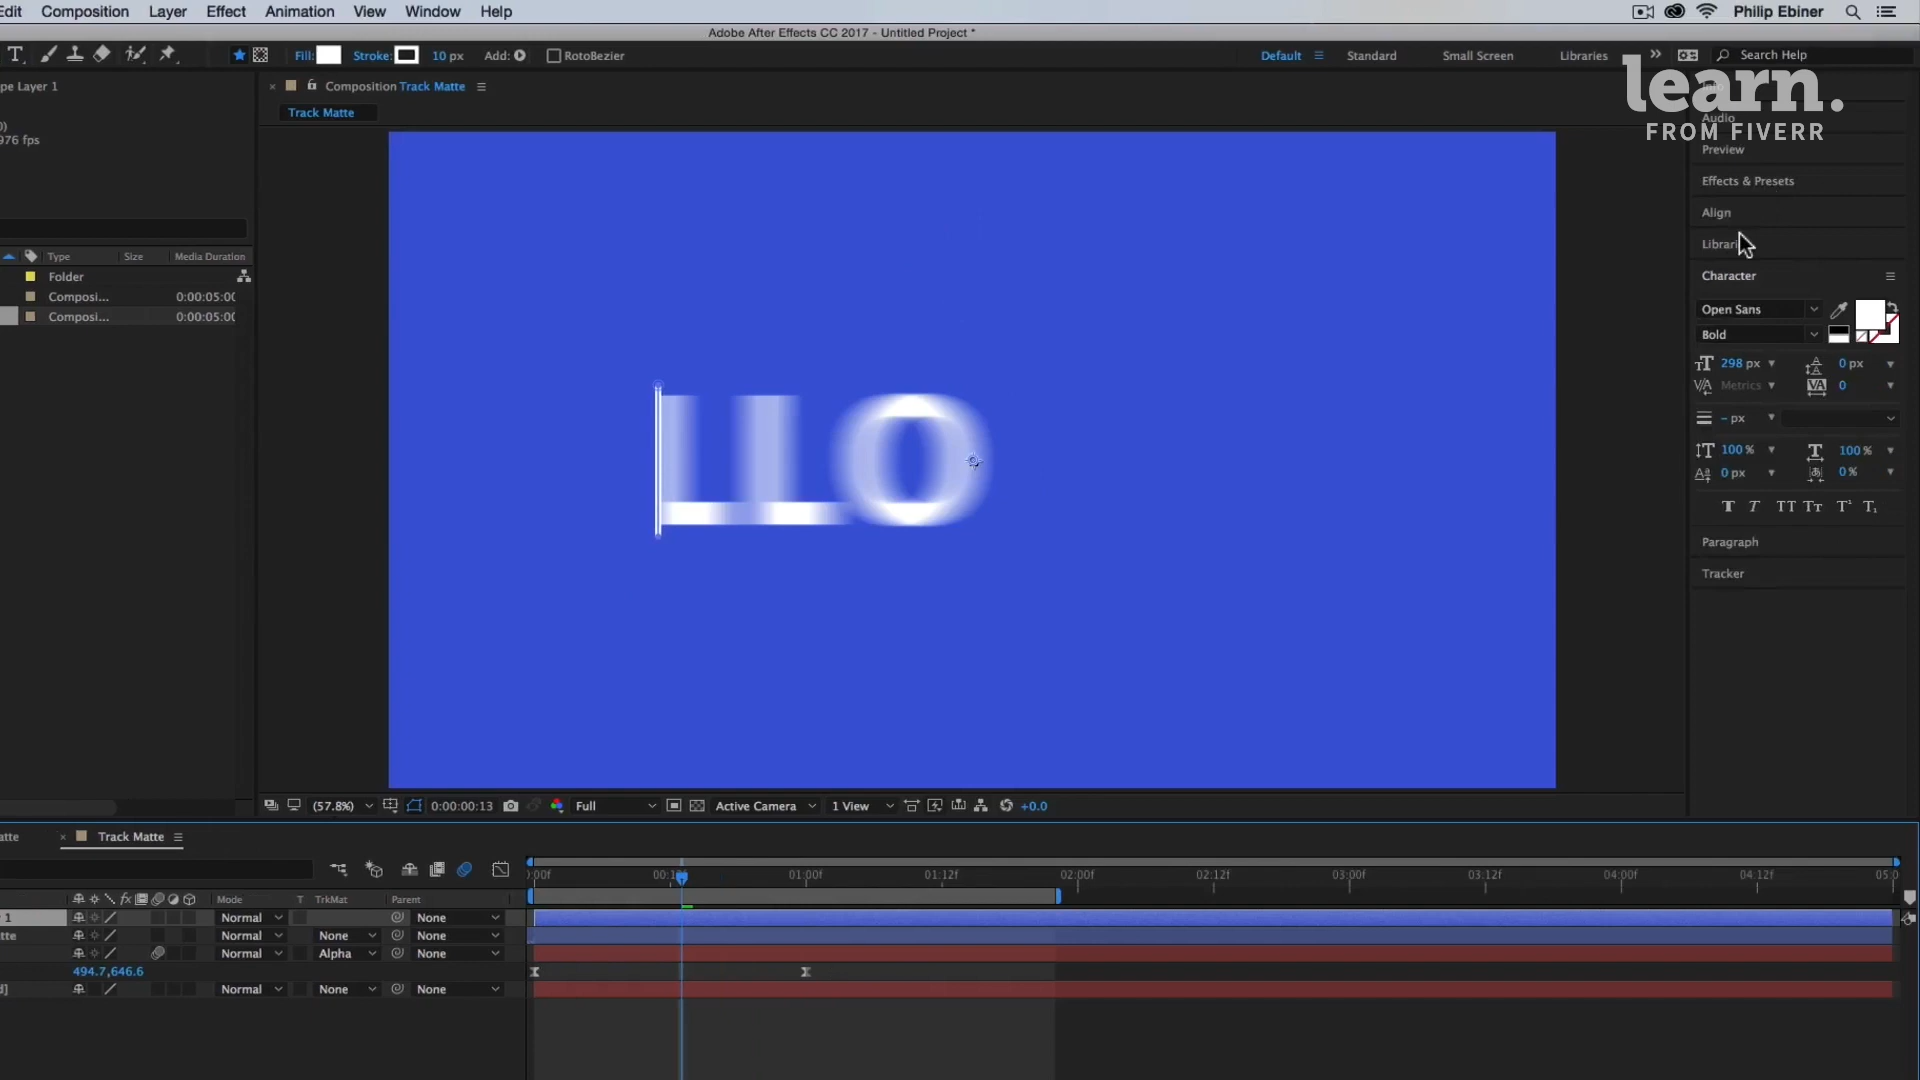 Edit Composition Layer Effect Animation View Window Help Philip Ebiner
Adobe After Effects CC 2017 - Untitled Project *
T Fill: Stroke: 10 px Add: RotoBezier Default Standard Small Screen Libraries Search Help
learn.
FROM FIVERR
pe Layer 1
Composition Track Matte
Track Matte
976 fps
Audio
Preview
Effects & Presets
Align
Librari
Character
Open Sans
Bold
298 px 0 px
Metrics 0
- px
100 % 100 %
0 px 0 %
Paragraph
Tracker
Type Size Media Duration
Folder
Composi... 0:00:05:00
Composi... 0:00:05:00
llo
(57.8%) 0:00:00:13 Full Active Camera 1 View +0.0
atte Track Matte
:00f 00:12f 01:00f 01:12f 02:00f 02:12f 03:00f 03:12f 04:00f 04:12f 05:0
Mode T TrkMat Parent
1 Normal None
tte Normal None None
Normal Alpha None
494.7,646.6
d] Normal None None